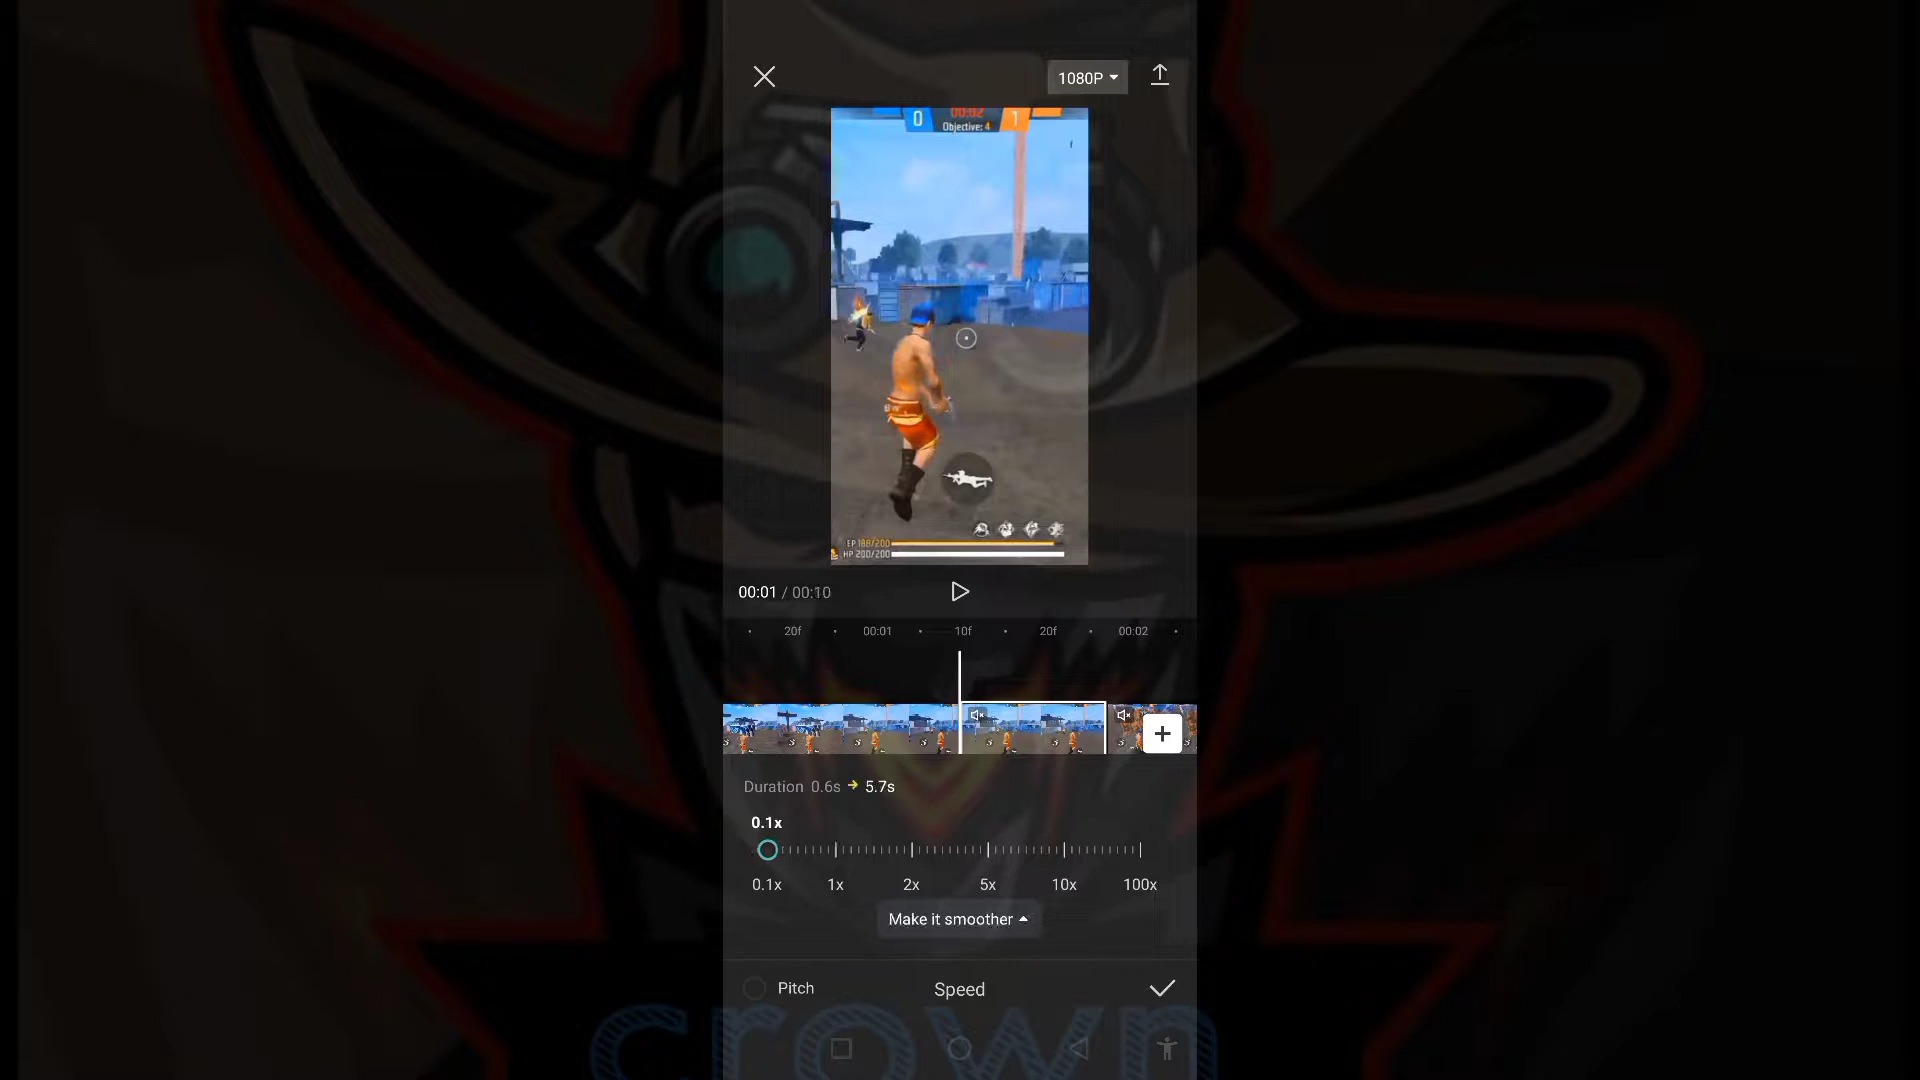 1080P
0 00:02 1
Objective: 4
EP 188/200
HP 200/200
00:01 / 00:10
20f 00:01 10f 20f 00:02
Duration 0.6s → 5.7s
0.1x
0.1x 1x 2x 5x 10x 100x
Make it smoother
Pitch Speed
crown